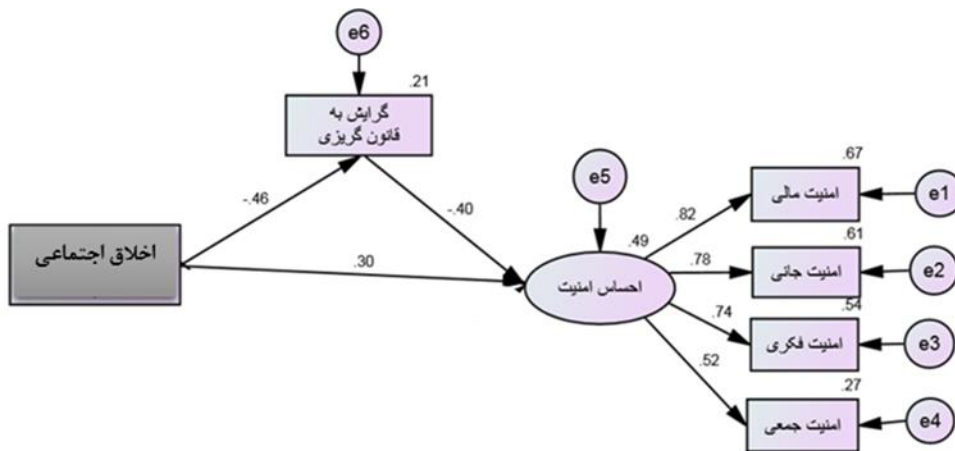 e6
.21
گرایش به
قانون گریزی
-.46
-.40
اخلاق اجتماعی
.30
e5
.49
احساس امنیت
.82
.67
امنیت مالی
e1
.78
.61
امنیت جانی
e2
.74
.54
امنیت فکری
e3
.52
.27
امنیت جمعی
e4